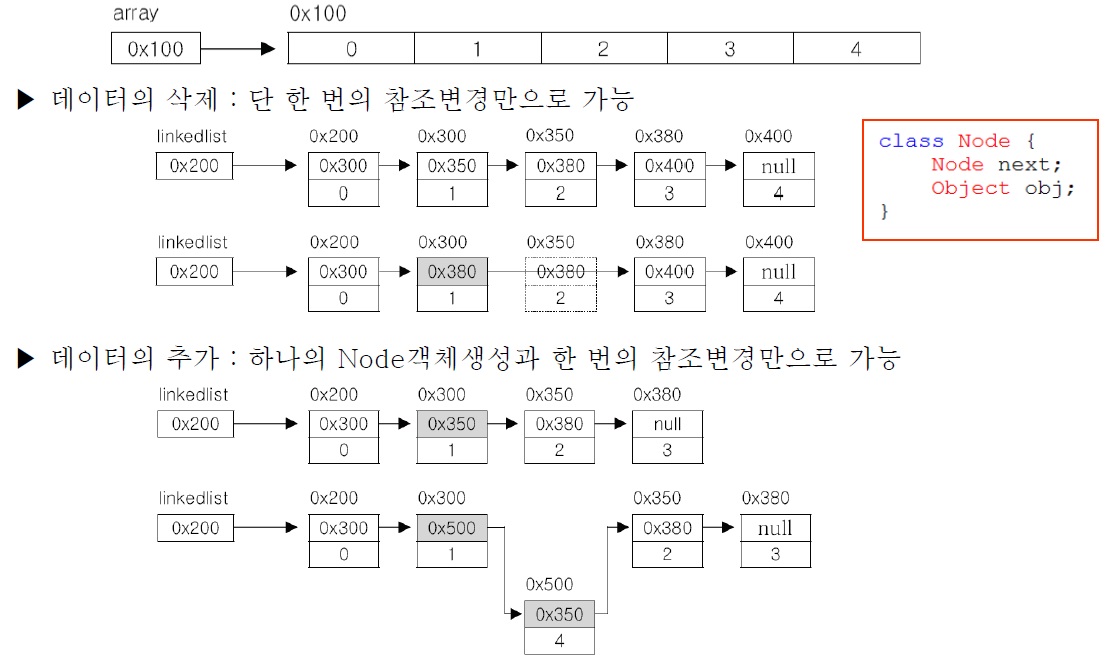 array 0x100
0x100 0 1 2 3 4
▶ 데이터의 삭제 : 단 한 번의 참조변경만으로 가능
linkedlist 0x200 0x300 0x350 0x380 0x400
0x200 0x300 0x350 0x380 0x400 null
0 1 2 3 4
class Node {
Node next;
Object obj;
}
linkedlist 0x200 0x300 0x350 0x380 0x400
0x200 0x300 0x380 0x380 0x400 null
0 1 2 3 4
▶ 데이터의 추가 : 하나의 Node객체생성과 한 번의 참조변경만으로 가능
linkedlist 0x200 0x300 0x350 0x380
0x200 0x300 0x350 0x380 null
0 1 2 3
linkedlist 0x200 0x300 0x350 0x380
0x200 0x300 0x500 0x380 null
0 1 2 3
0x500
0x350
4